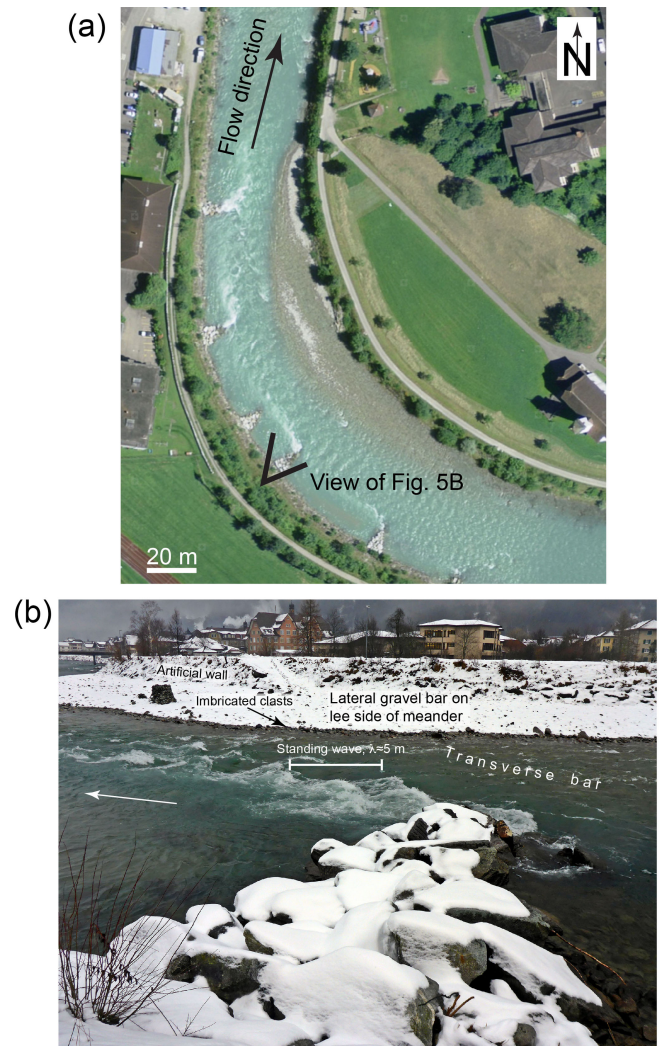 (a)
Flow direction
N
View of Fig. 5B
20 m
(b)
Artificial wall
Imbricated clasts
Lateral gravel bar on
lee side of meander
Standing wave, λ≈5 m
Transverse bar